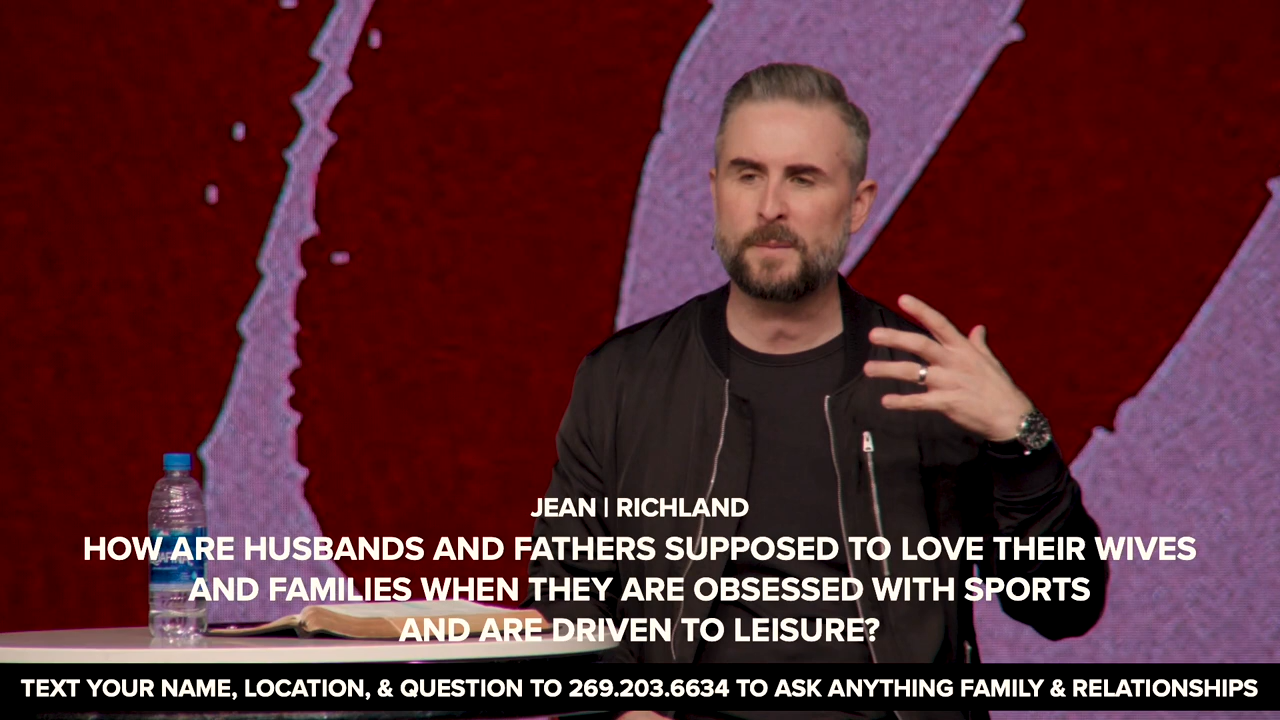 JEAN | RICHLAND
HOW ARE HUSBANDS AND FATHERS SUPPOSED TO LOVE THEIR WIVES
AND FAMILIES WHEN THEY ARE OBSESSED WITH SPORTS
AND ARE DRIVEN TO LEISURE?
TEXT YOUR NAME, LOCATION, & QUESTION TO 269.203.6634 TO ASK ANYTHING FAMILY & RELATIONSHIPS